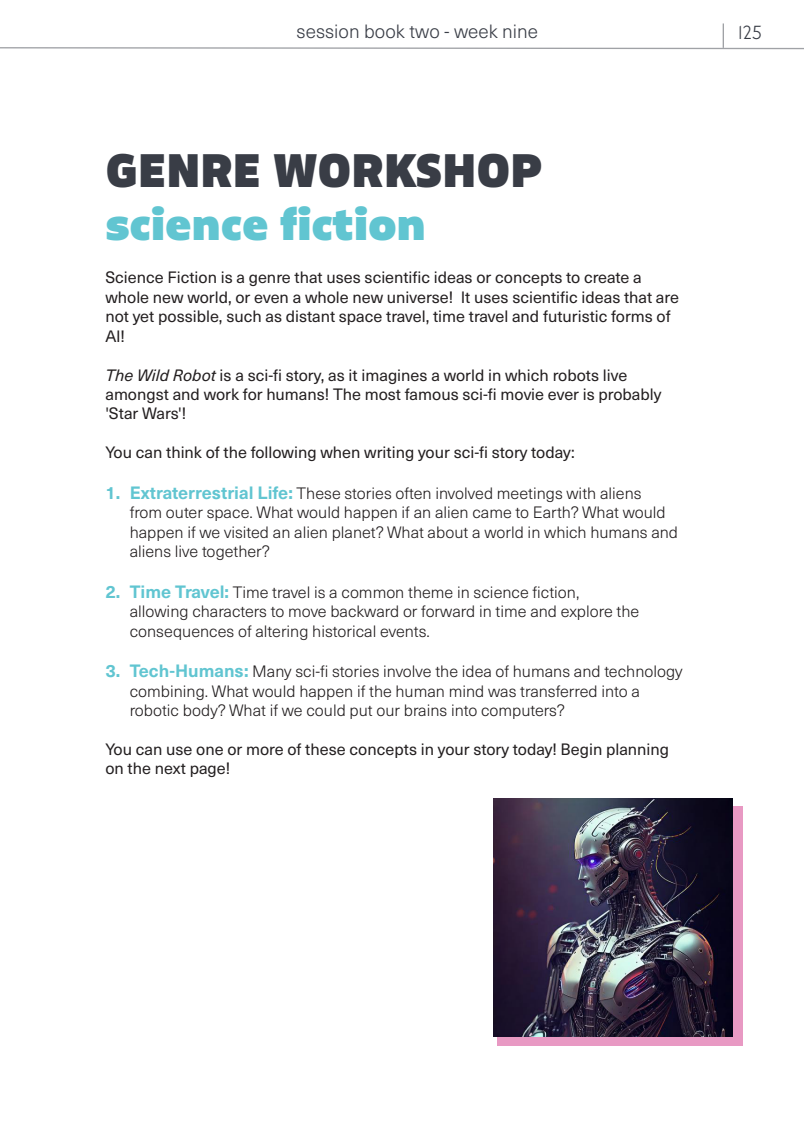 session book two - week nine
125
GENRE WORKSHOP
science fiction
Science Fiction is a genre that uses scientific ideas or concepts to create a
whole new world, or even a whole new universe!  It uses scientific ideas that are
not yet possible, such as distant space travel, time travel and futuristic forms of
AI!
The Wild Robot is a sci-fi story, as it imagines a world in which robots live
amongst and work for humans! The most famous sci-fi movie ever is probably
'Star Wars'!
You can think of the following when writing your sci-fi story today:
1. Extraterrestrial Life: These stories often involved meetings with aliens
from outer space. What would happen if an alien came to Earth? What would
happen if we visited an alien planet? What about a world in which humans and
aliens live together?
2. Time Travel: Time travel is a common theme in science fiction,
allowing characters to move backward or forward in time and explore the
consequences of altering historical events.
3. Tech-Humans: Many sci-fi stories involve the idea of humans and technology
combining. What would happen if the human mind was transferred into a
robotic body? What if we could put our brains into computers?
You can use one or more of these concepts in your story today! Begin planning
on the next page!